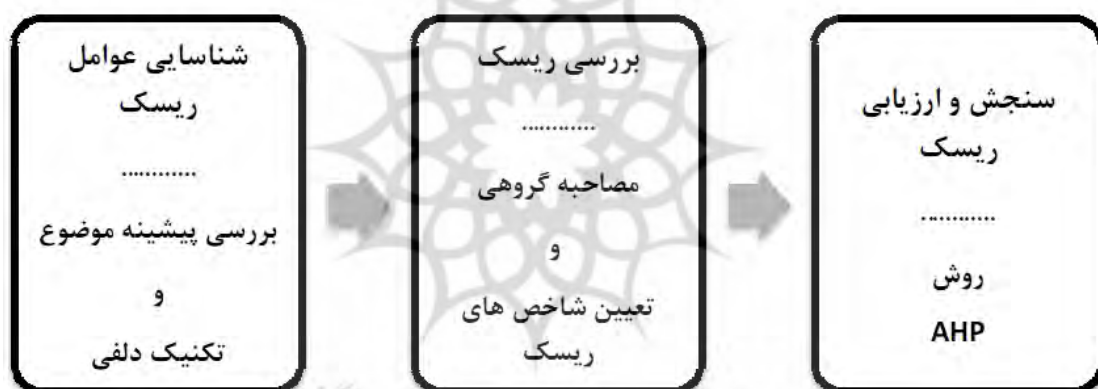 شناسایی عوامل
ریسک
............
بررسی پیشینه موضوع
و
تکنیک دلفی
بررسی ریسک
............
مصاحبه گروهی
و
تعیین شاخص های
ریسک
سنجش و ارزیابی
ریسک
............
روش
AHP